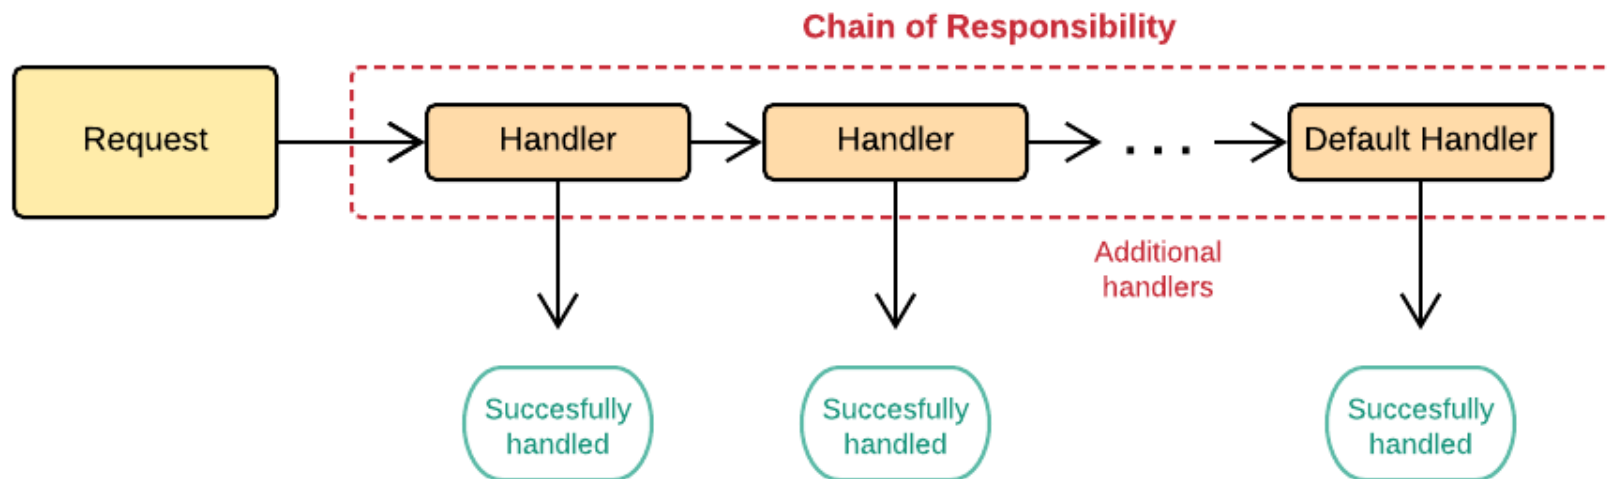 Chain of Responsibility
Request
Handler
Handler
. . .
Default Handler
Additional
handlers
Succesfully
handled
Succesfully
handled
Succesfully
handled